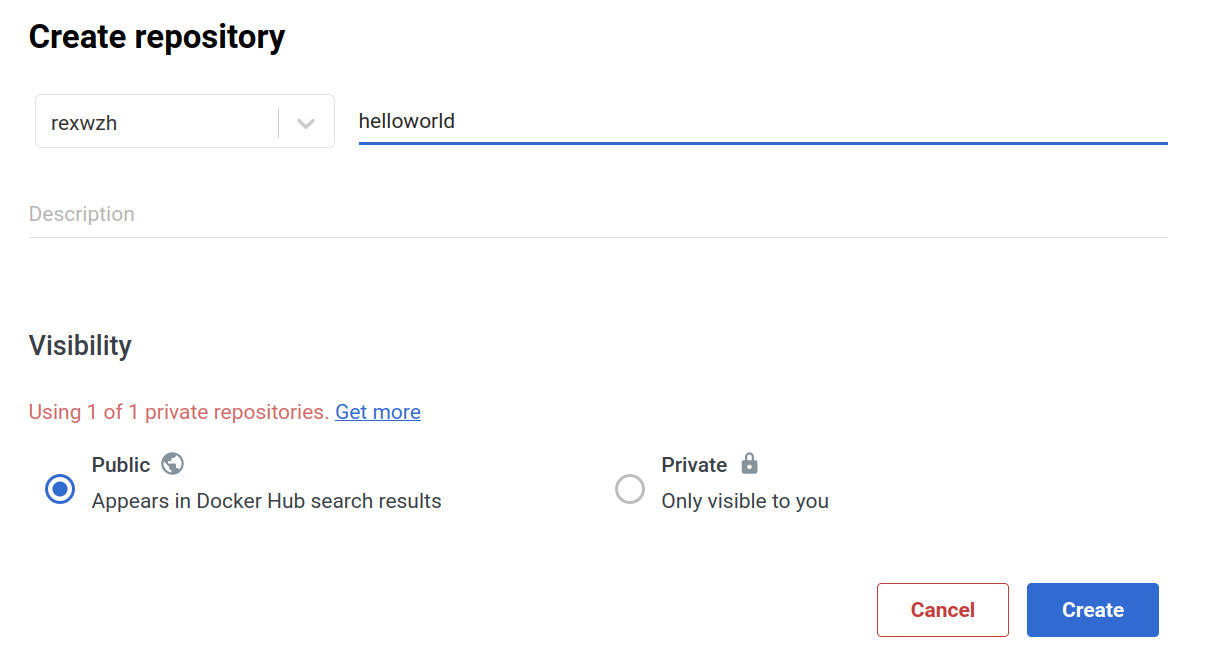 Create repository
rexwzh
helloworld
Description
Visibility
Using 1 of 1 private repositories. Get more
Public
Appears in Docker Hub search results
Private
Only visible to you
Cancel
Create